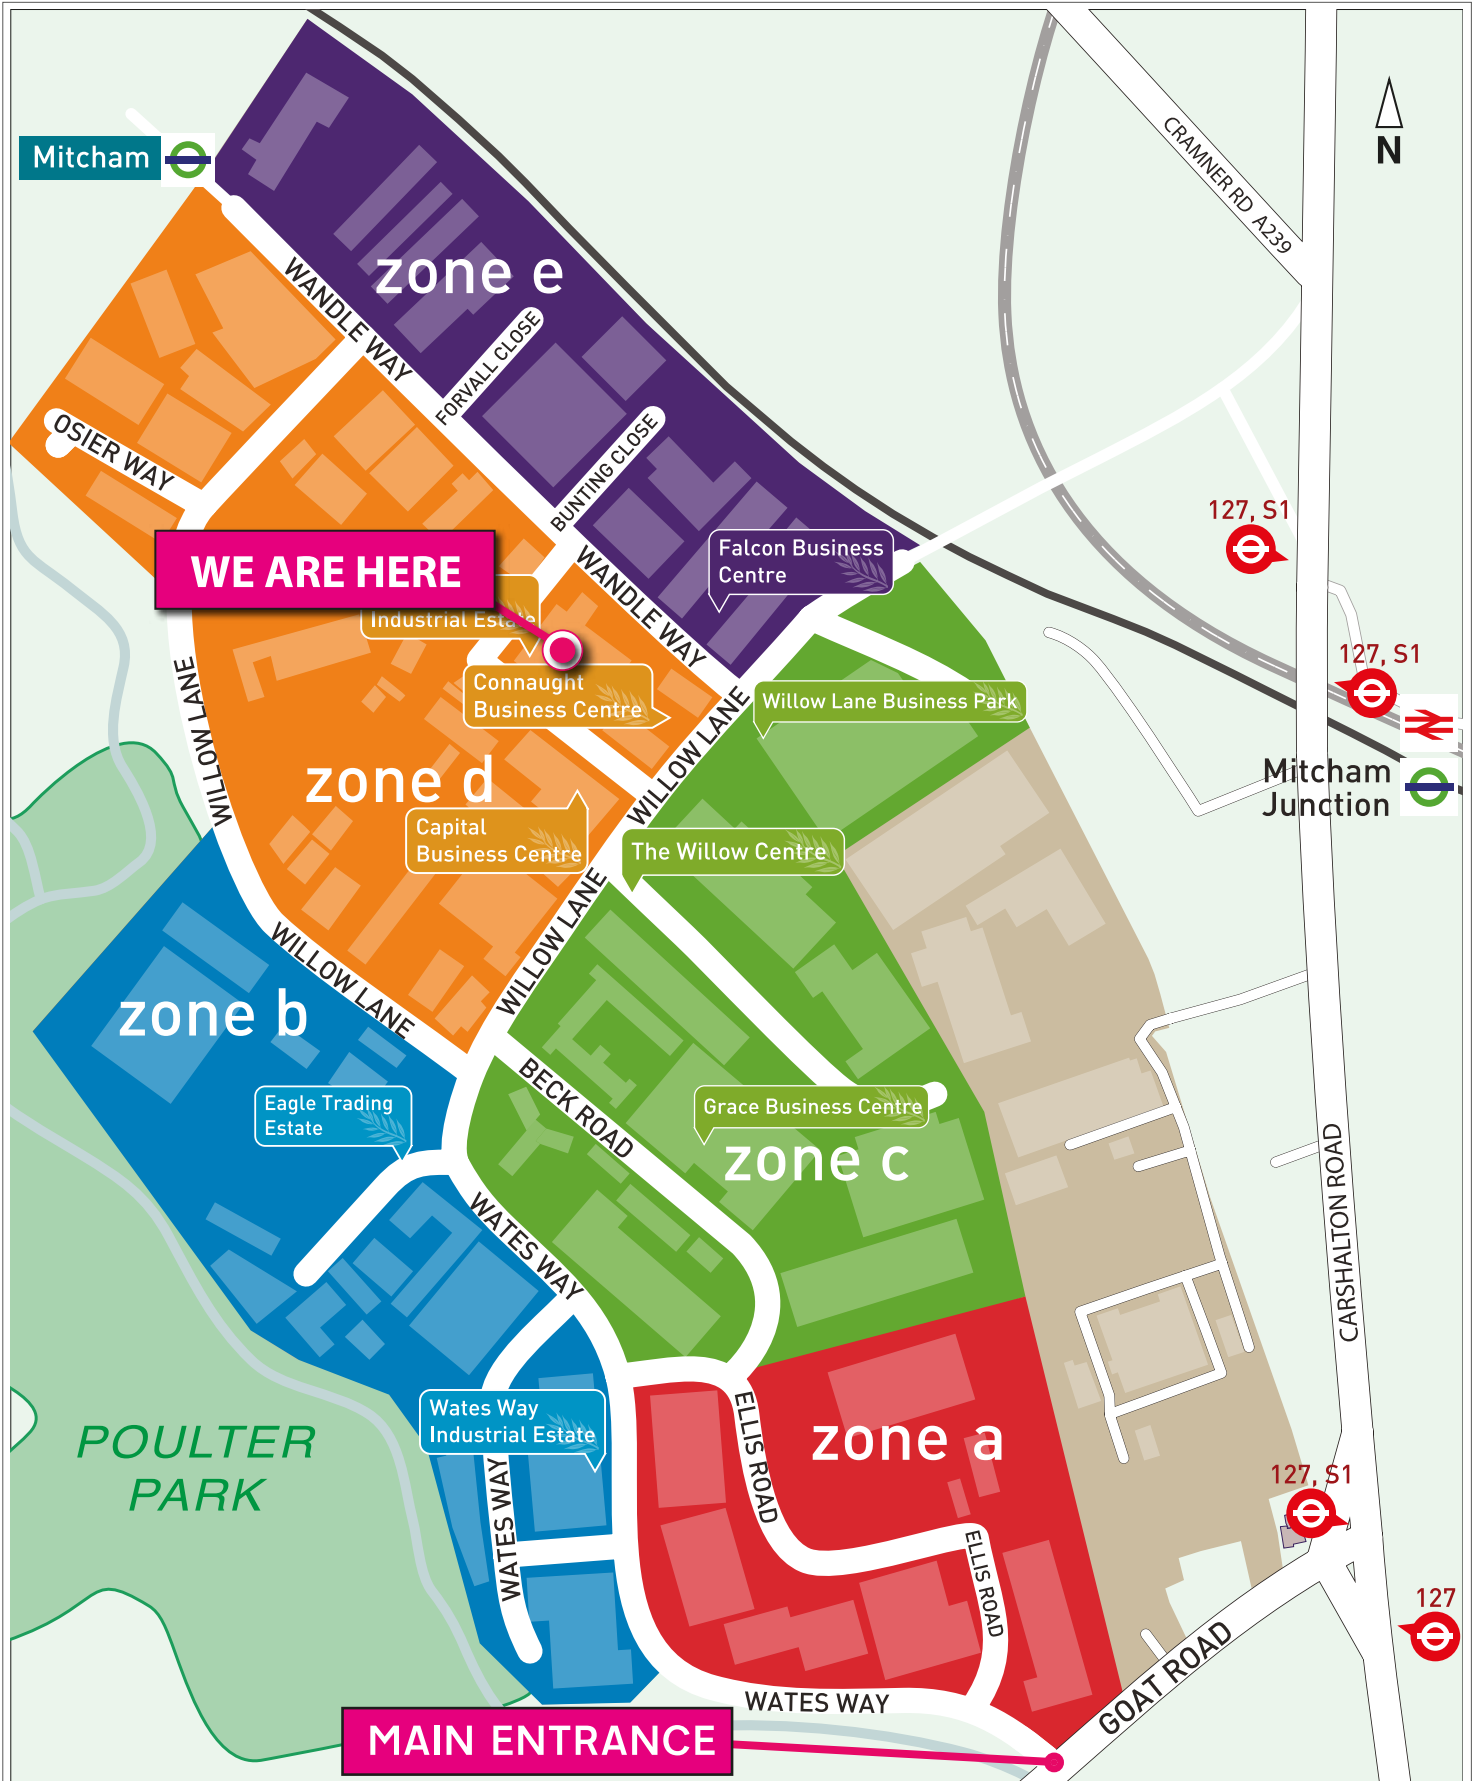 CRAMNER RD A239
N
Mitcham
zone e
WANDLE WAY
FORVALL CLOSE
OSIER WAY
BUNTING CLOSE
127, S1
Falcon Business
Centre
WE ARE HERE
Industrial Estate
WANDLE WAY
127, S1
WILLOW LANE
Connaught
Business Centre
WILLOW LANE
Willow Lane Business Park
zone d
Mitcham
Junction
Capital
Business Centre
The Willow Centre
WILLOW LANE
WILLOW LANE
zone b
BECK ROAD
Eagle Trading
Estate
Grace Business Centre
zone c
CARSHALTON ROAD
WATES WAY
Wates Way
Industrial Estate
ELLIS ROAD
zone a
POULTER
PARK
127, S1
WATES WAY
ELLIS ROAD
127
GOAT ROAD
WATES WAY
MAIN ENTRANCE